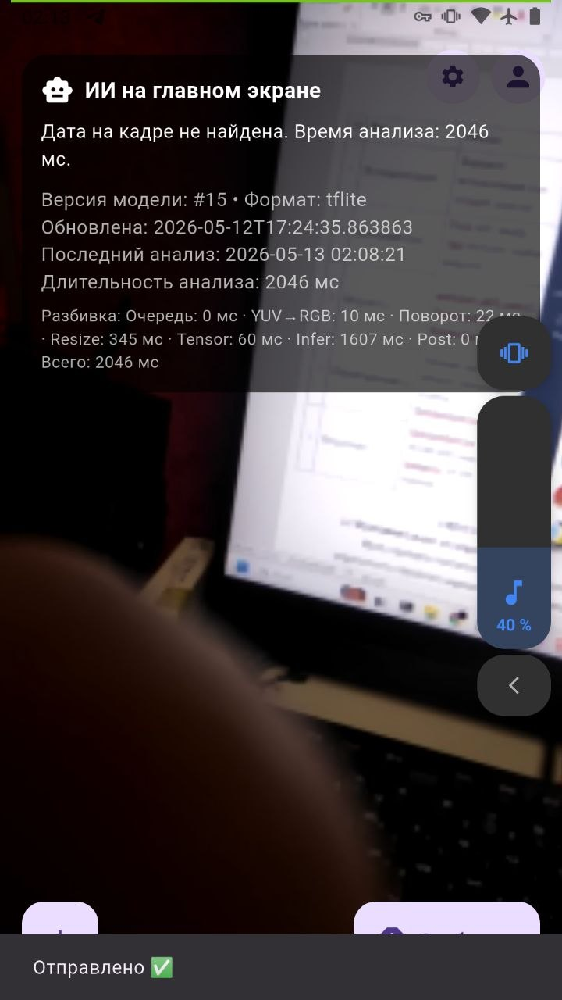 ИИ на главном экране
Дата на кадре не найдена. Время анализа: 2046
мс.
Версия модели: #15 • Формат: tflite
Обновлена: 2026-05-12T17:24:35.863863
Последний анализ: 2026-05-13 02:08:21
Длительность анализа: 2046 мс
Разбивка: Очередь: 0 мс · YUV→RGB: 10 мс · Поворот: 22 мс
· Resize: 345 мс · Tensor: 60 мс · Infer: 1607 мс · Post: 0
Всего: 2046 мс
40 %
Отправлено ✅